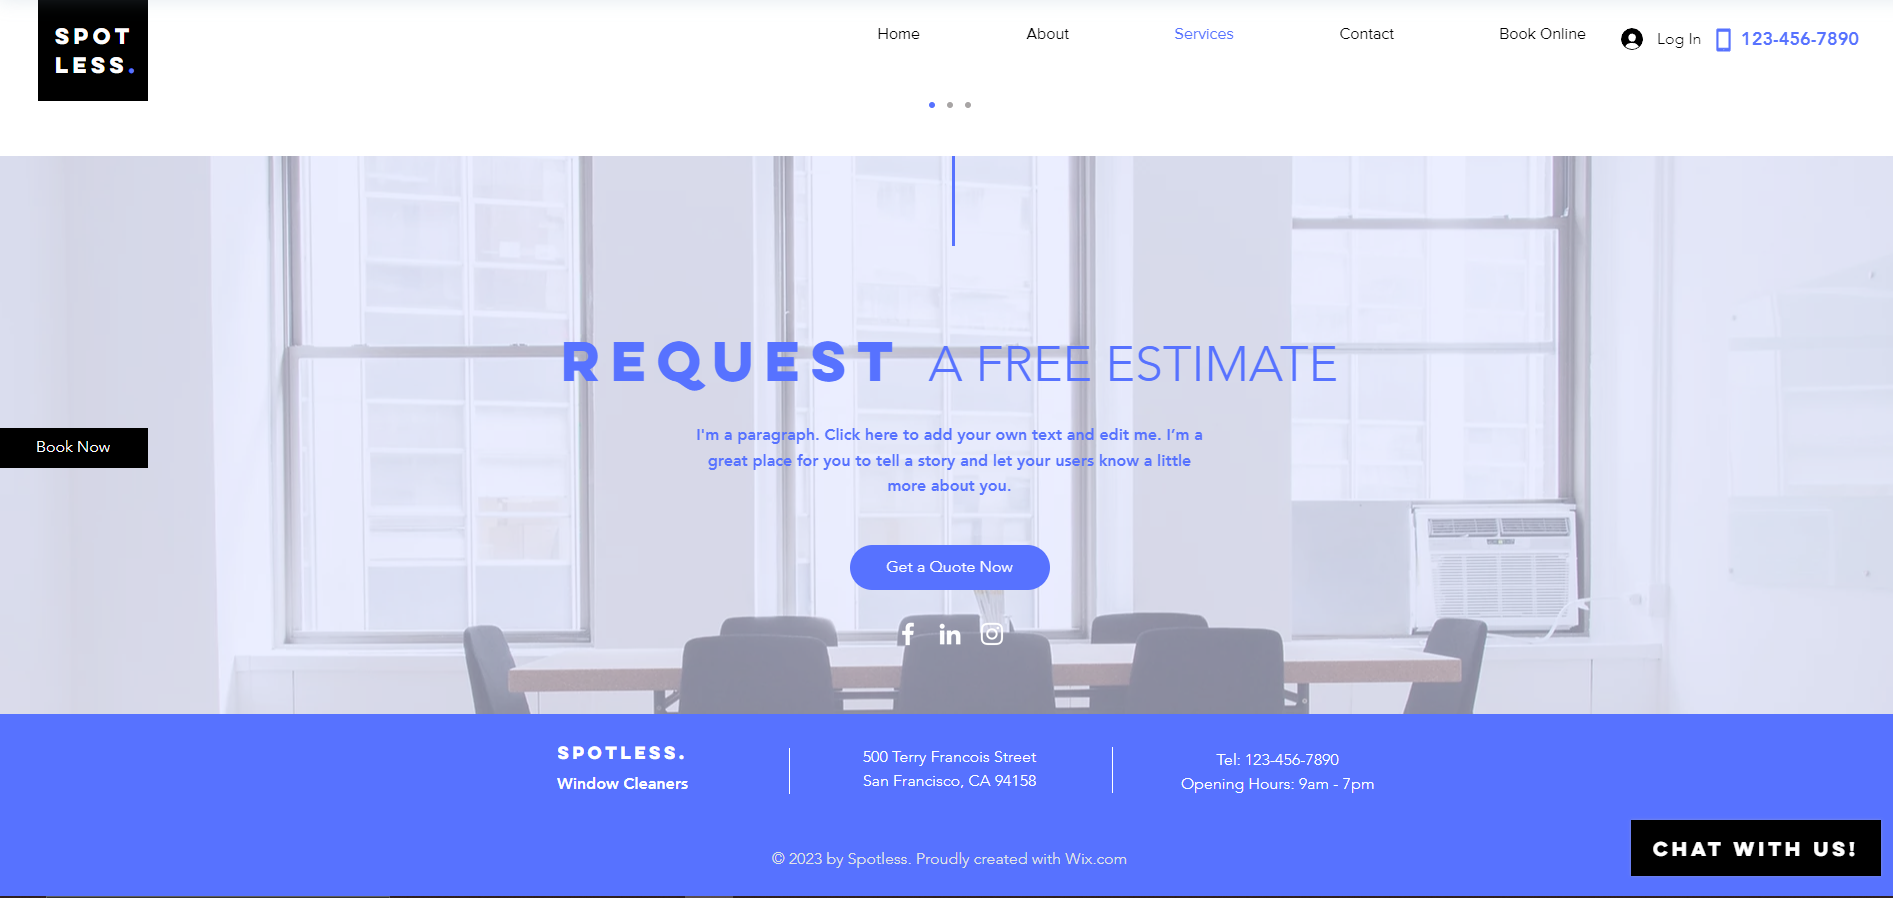 SPOT
LESS.
Home
About
Services
Contact
Book Online
Log In
123-456-7890
REQUEST A FREE ESTIMATE
I'm a paragraph. Click here to add your own text and edit me. I’m a
great place for you to tell a story and let your users know a little
more about you.
Book Now
Get a Quote Now
SPOTLESS.
Window Cleaners
500 Terry Francois Street
San Francisco, CA 94158
Tel: 123-456-7890
Opening Hours: 9am - 7pm
© 2023 by Spotless. Proudly created with Wix.com
CHAT WITH US!